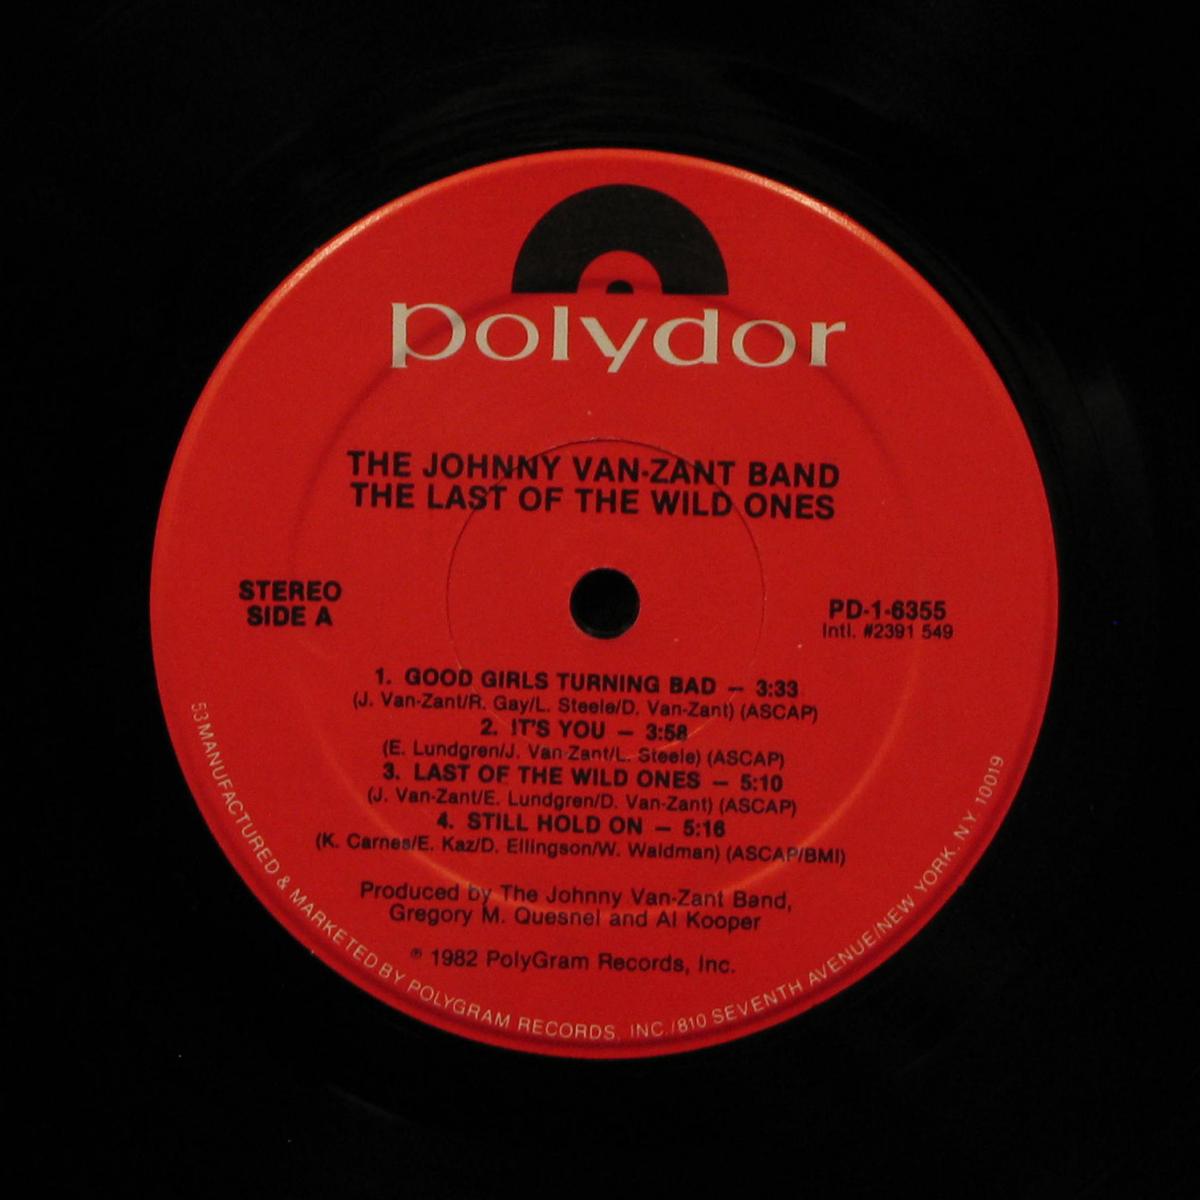 polydor
THE JOHNNY VAN-ZANT BAND
THE LAST OF THE WILD ONES
STEREO
SIDE A
PD-1-6355
Intl. #2391 549
1. GOOD GIRLS TURNING BAD — 3:33
(J. Van-Zant/R. Gay/L. Steele/D. Van-Zant) (ASCAP)
2. IT'S YOU — 3:58
(E. Lundgren/J. Van-Zant/L. Steele) (ASCAP)
3. LAST OF THE WILD ONES — 5:10
(J. Van-Zant/E. Lundgren/D. Van-Zant) (ASCAP)
4. STILL HOLD ON — 5:16
(K. Carnes/E. Kaz/D. Ellingson/W. Waldman) (ASCAP/BMI)
Produced by The Johnny Van-Zant Band,
Gregory M. Quesnel and Al Kooper
℗ 1982 PolyGram Records, Inc.
53 MANUFACTURED & MARKETED BY POLYGRAM RECORDS, INC./810 SEVENTH AVENUE/NEW YORK, N.Y. 10019